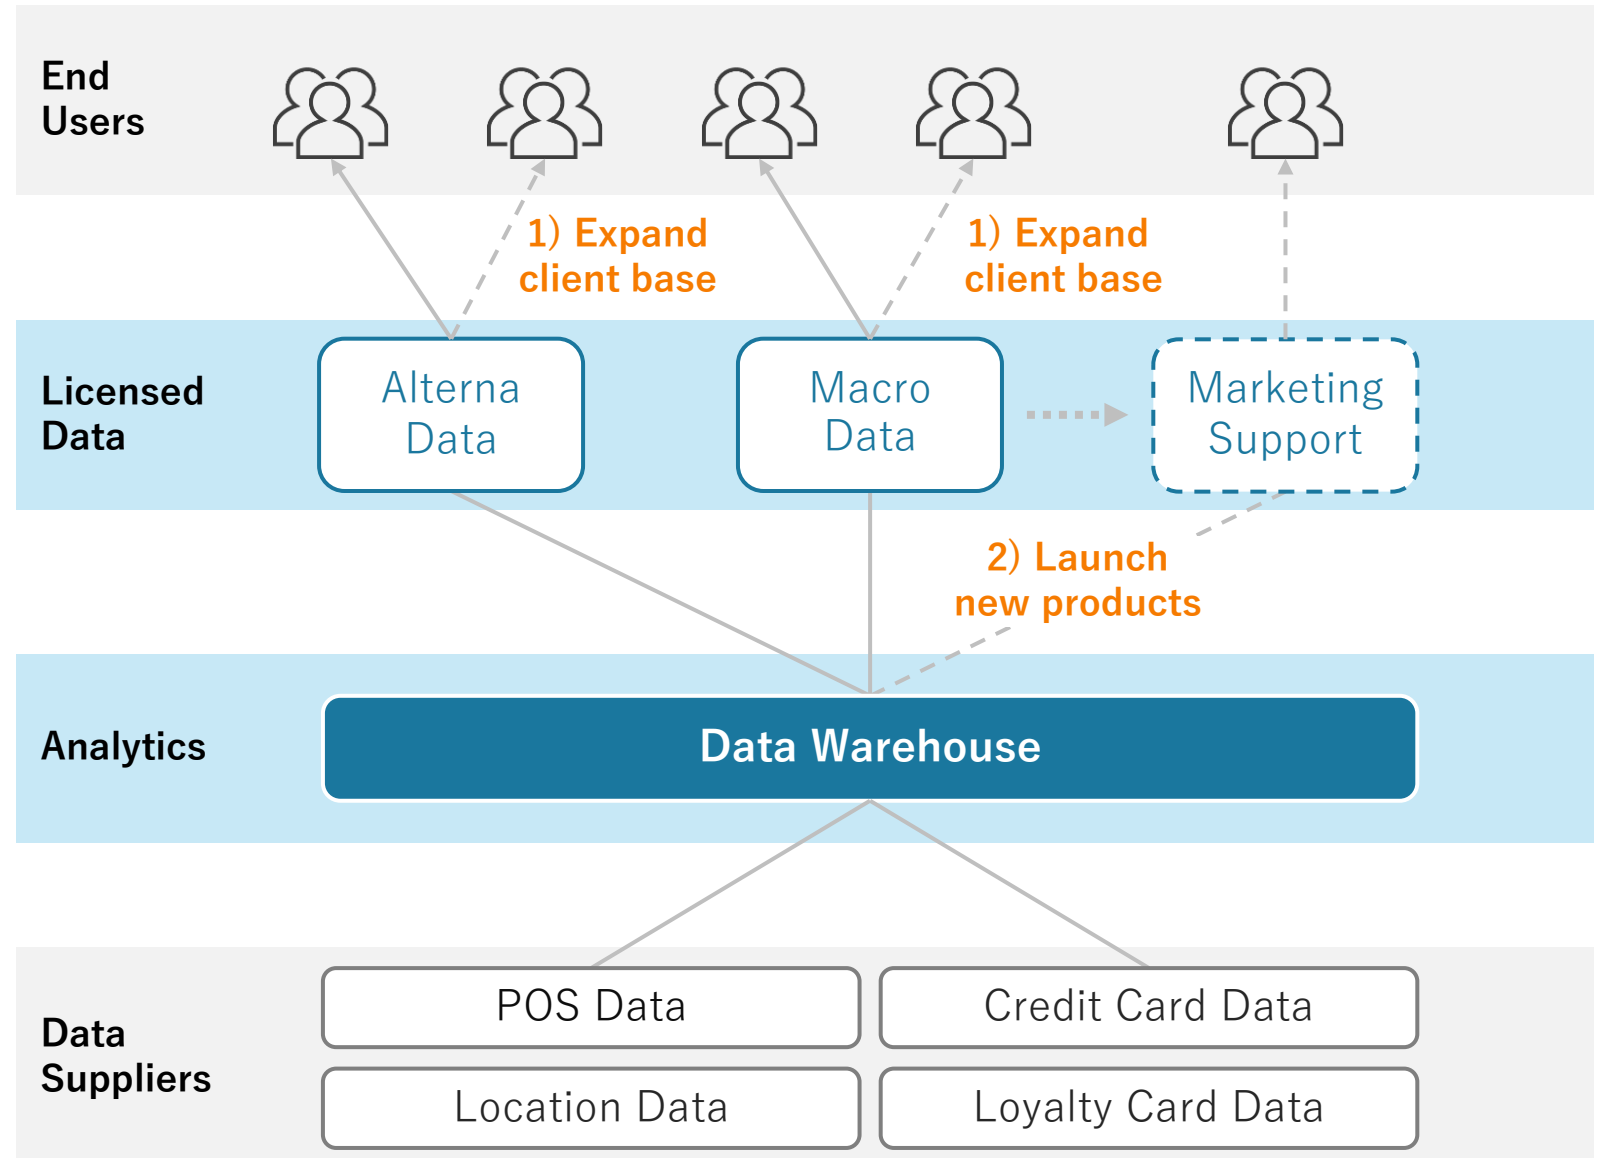 End
Users
1) Expand
client base
1) Expand
client base
Licensed
Data
Alterna
Data
Macro
Data
Marketing
Support
2) Launch
new products
Analytics
Data Warehouse
Data
Suppliers
POS Data
Credit Card Data
Location Data
Loyalty Card Data